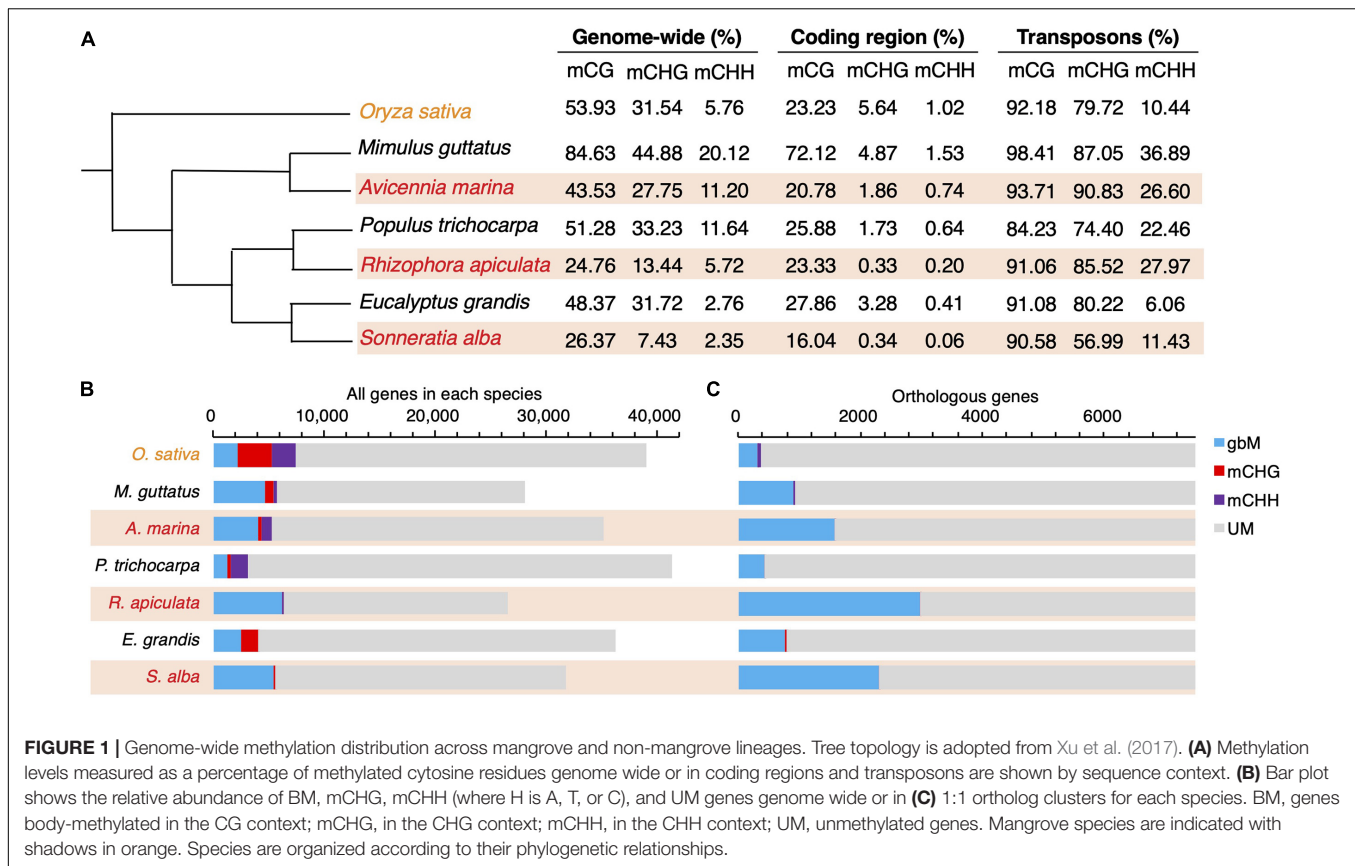 A
Genome-wide (%) Coding region (%) Transposons (%)
mCG mCHG mCHH mCG mCHG mCHH mCG mCHG mCHH
Oryza sativa 53.93 31.54 5.76 23.23 5.64 1.02 92.18 79.72 10.44
Mimulus guttatus 84.63 44.88 20.12 72.12 4.87 1.53 98.41 87.05 36.89
Avicennia marina 43.53 27.75 11.20 20.78 1.86 0.74 93.71 90.83 26.60
Populus trichocarpa 51.28 33.23 11.64 25.88 1.73 0.64 84.23 74.40 22.46
Rhizophora apiculata 24.76 13.44 5.72 23.33 0.33 0.20 91.06 85.52 27.97
Eucalyptus grandis 48.37 31.72 2.76 27.86 3.28 0.41 91.08 80.22 6.06
Sonneratia alba 26.37 7.43 2.35 16.04 0.34 0.06 90.58 56.99 11.43
B
All genes in each species
0 10,000 20,000 30,000 40,000
O. sativa
M. guttatus
A. marina
P. trichocarpa
R. apiculata
E. grandis
S. alba
C
Orthologous genes
0 2000 4000 6000
gbM
mCHG
mCHH
UM
FIGURE 1 | Genome-wide methylation distribution across mangrove and non-mangrove lineages. Tree topology is adopted from Xu et al. (2017). (A) Methylation
levels measured as a percentage of methylated cytosine residues genome wide or in coding regions and transposons are shown by sequence context. (B) Bar plot
shows the relative abundance of BM, mCHG, mCHH (where H is A, T, or C), and UM genes genome wide or in (C) 1:1 ortholog clusters for each species. BM, genes
body-methylated in the CG context; mCHG, in the CHG context; mCHH, in the CHH context; UM, unmethylated genes. Mangrove species are indicated with
shadows in orange. Species are organized according to their phylogenetic relationships.